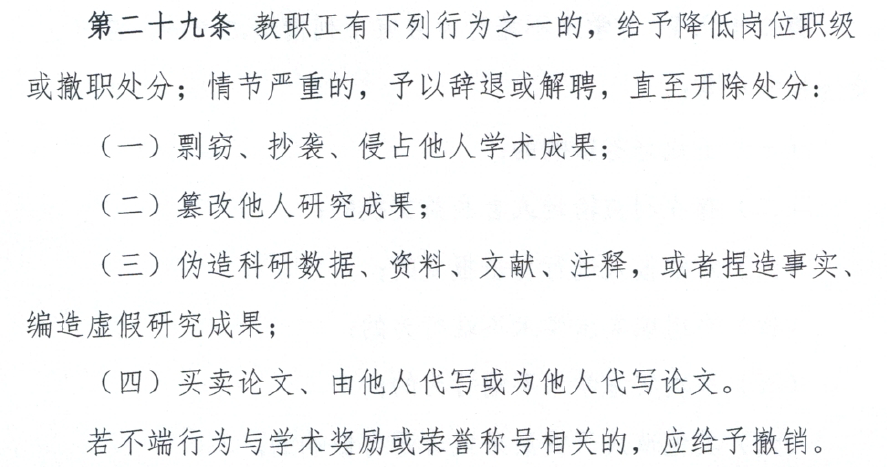 第二十九条 教职工有下列行为之一的，给予降低岗位职级
或撤职处分；情节严重的，予以辞退或解聘，直至开除处分：
（一）剽窃、抄袭、侵占他人学术成果；
（二）篡改他人研究成果；
（三）伪造科研数据、资料、文献、注释，或者捏造事实、
编造虚假研究成果；
（四）买卖论文、由他人代写或为他人代写论文。
若不端行为与学术奖励或荣誉称号相关的，应给予撤销。